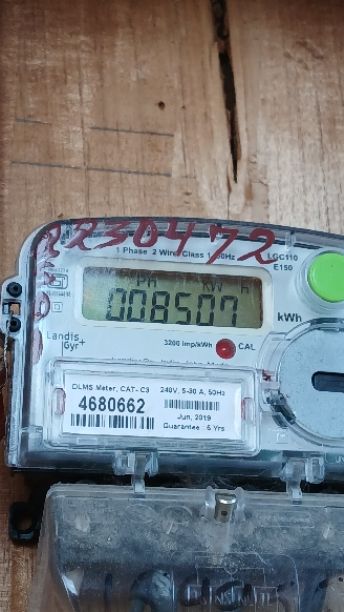 2230472
1 Phase 2 Wire Class 1 50Hz
LGC110
E150
PH KW h
008507
kWh
Landis
Gyr+
3200 imp/kWh
CAL
DLMS Meter, CAT- C3
240V, 5-30 A, 50Hz
4680662
Jun, 2019
Guarantee : 5 Yrs